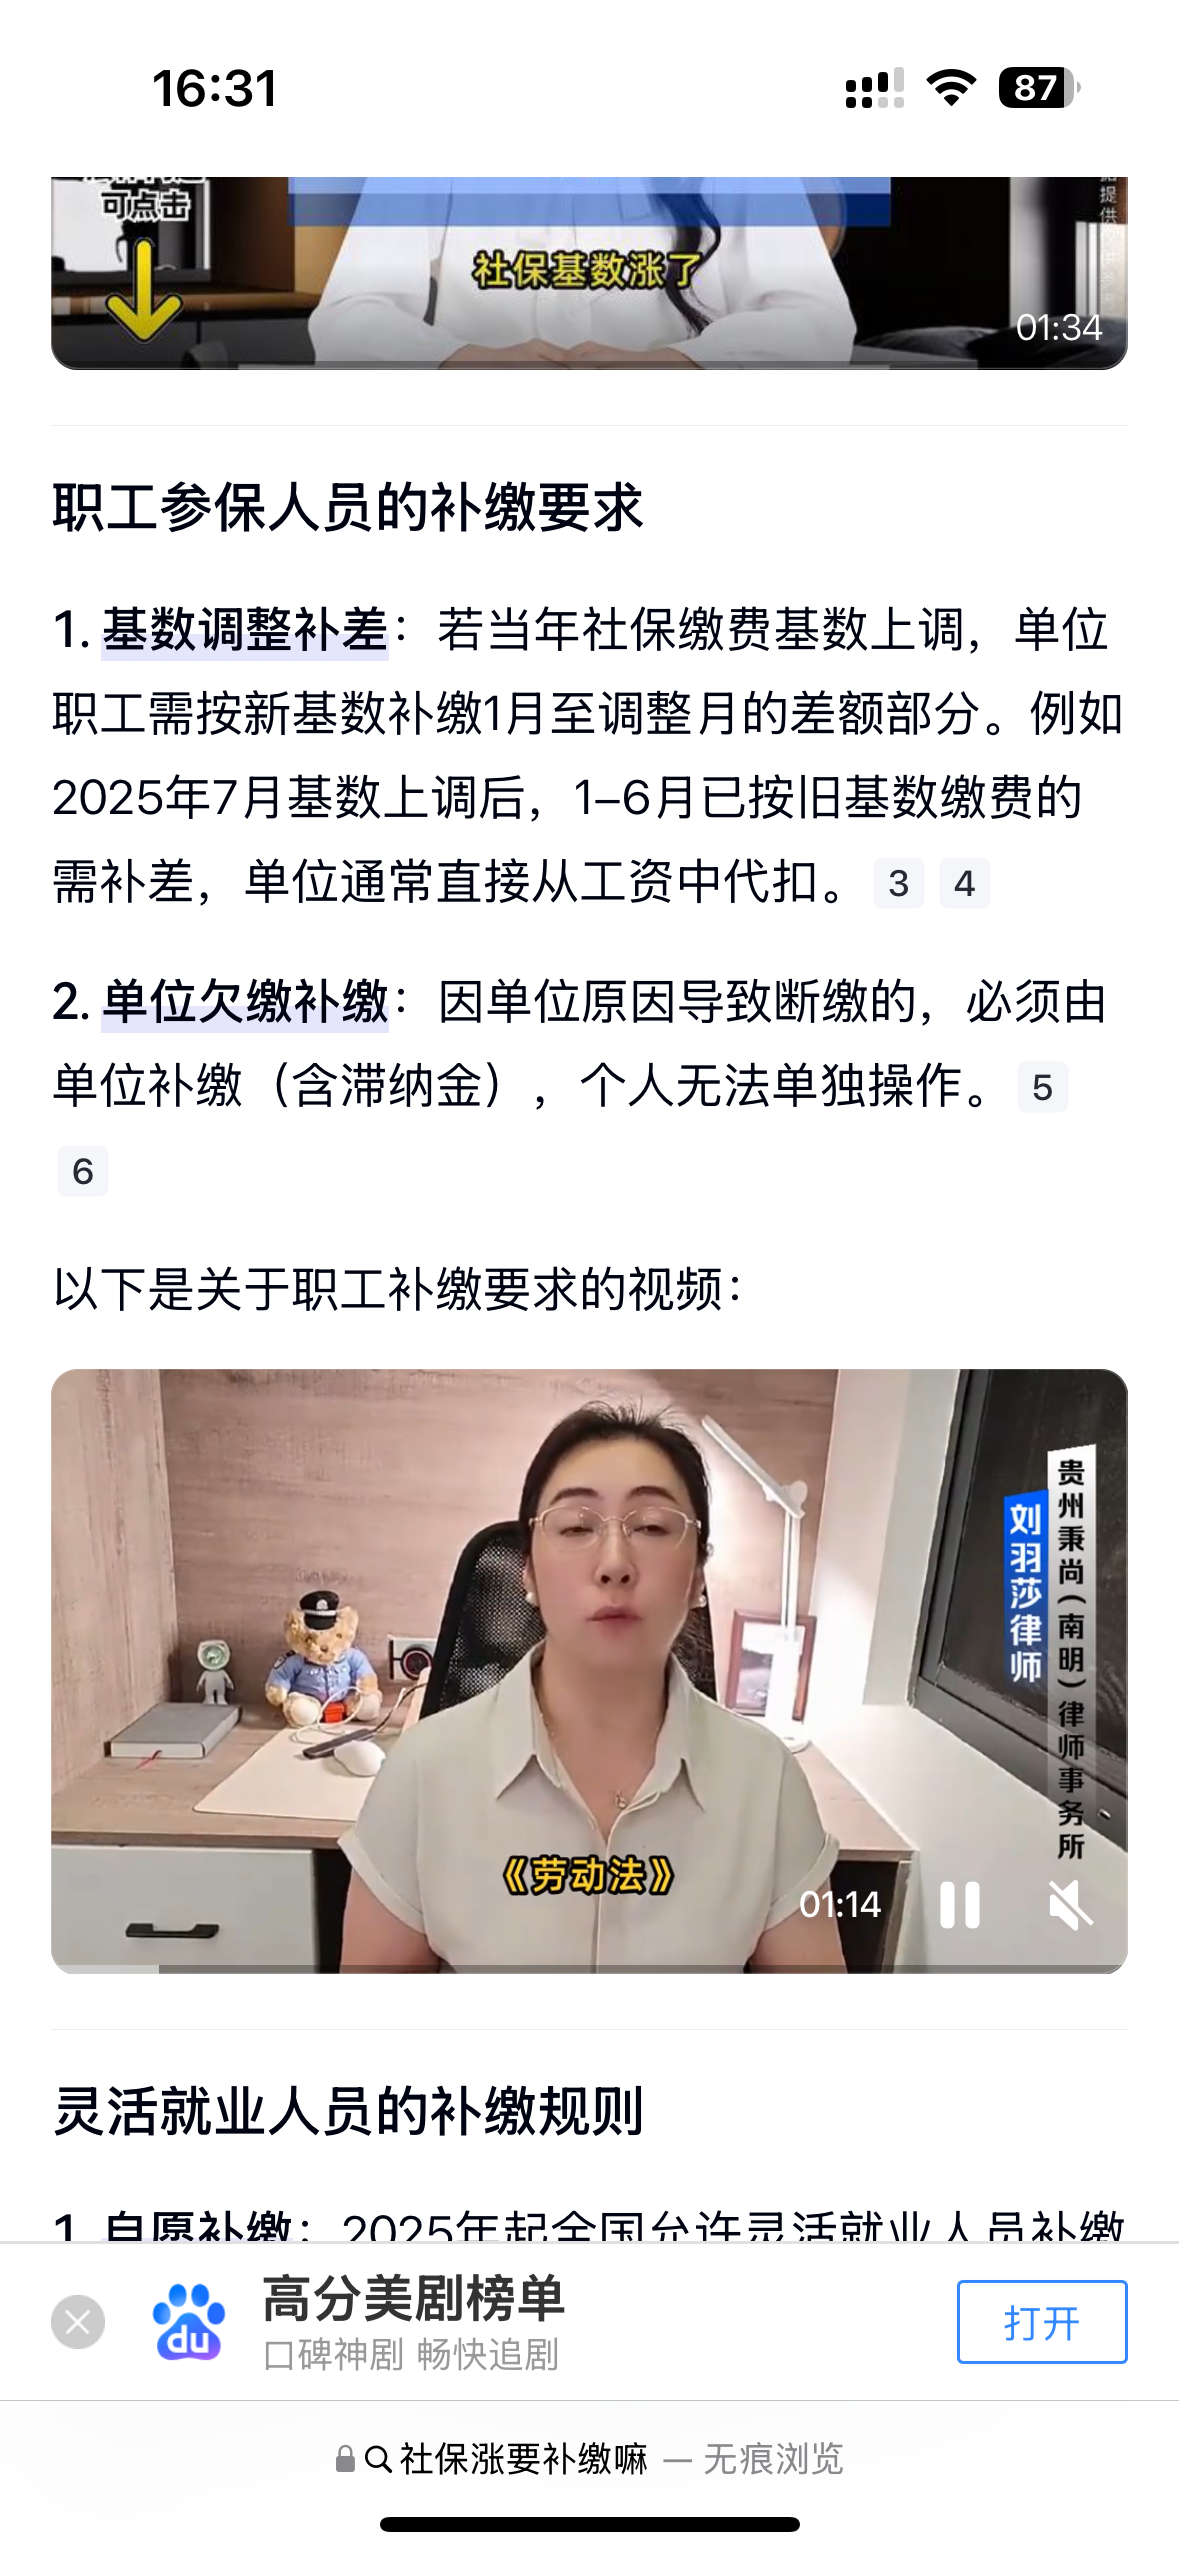 16:31
87
可点击
提
供
社保基数涨了
01:34
职工参保人员的补缴要求
1. 基数调整补差：若当年社保缴费基数上调，单位
职工需按新基数补缴1月至调整月的差额部分。例如
2025年7月基数上调后，1–6月已按旧基数缴费的
需补差，单位通常直接从工资中代扣。 3 4
2. 单位欠缴补缴：因单位原因导致断缴的，必须由
单位补缴（含滞纳金），个人无法单独操作。 5
6
以下是关于职工补缴要求的视频：
贵州秉尚(南明)律师事务所
刘羽莎律师
《劳动法》
01:14
灵活就业人员的补缴规则
1. 自愿补缴：2025年起全国允许灵活就业人员补缴
du
高分美剧榜单
口碑神剧 畅快追剧
打开
社保涨要补缴嘛 — 无痕浏览